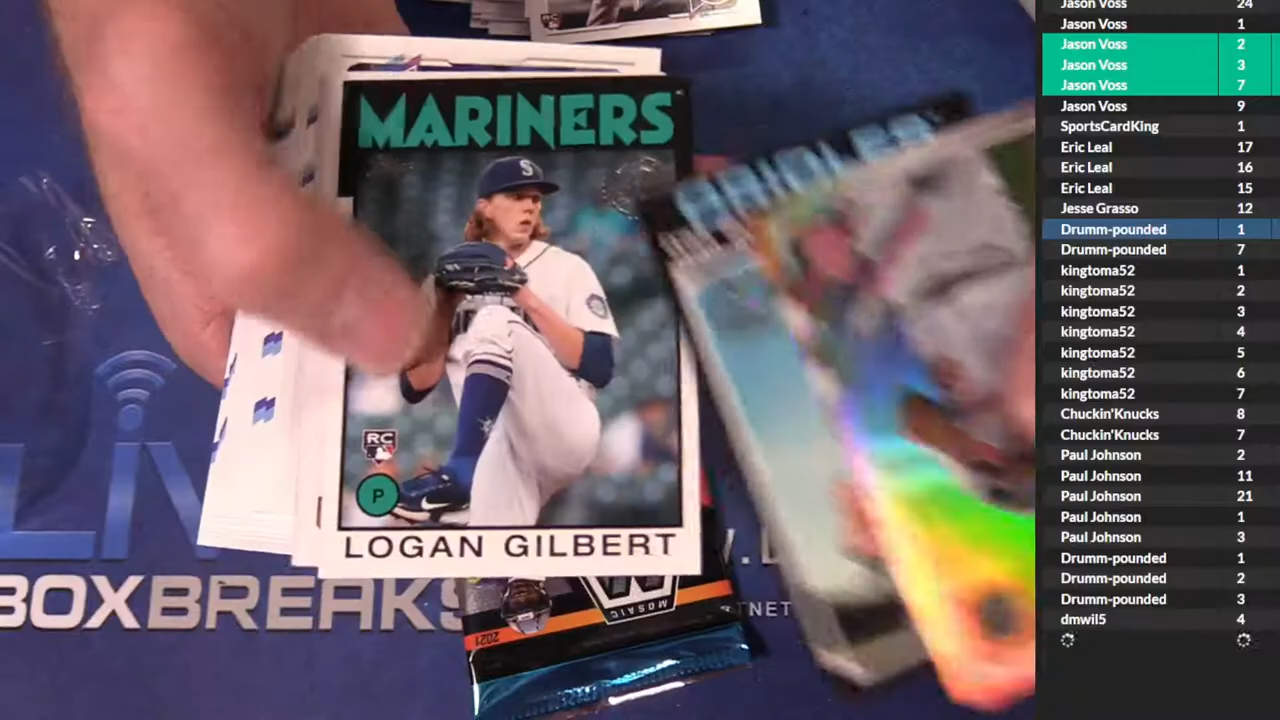 MARINERS
S
RC
P
LOGAN GILBERT
ORIOLES
LIV
BOXBREAKS
MOSAIC
2021
TNET
Jason Voss 24
Jason Voss 1
Jason Voss 2
Jason Voss 3
Jason Voss 7
Jason Voss 9
SportsCardKing 1
Eric Leal 17
Eric Leal 16
Eric Leal 15
Jesse Grasso 12
Drumm-pounded 1
Drumm-pounded 7
kingtoma52 1
kingtoma52 2
kingtoma52 3
kingtoma52 4
kingtoma52 5
kingtoma52 6
kingtoma52 7
Chuckin'Knucks 8
Chuckin'Knucks 7
Paul Johnson 2
Paul Johnson 11
Paul Johnson 21
Paul Johnson 1
Paul Johnson 3
Drumm-pounded 1
Drumm-pounded 2
Drumm-pounded 3
dmwil5 4